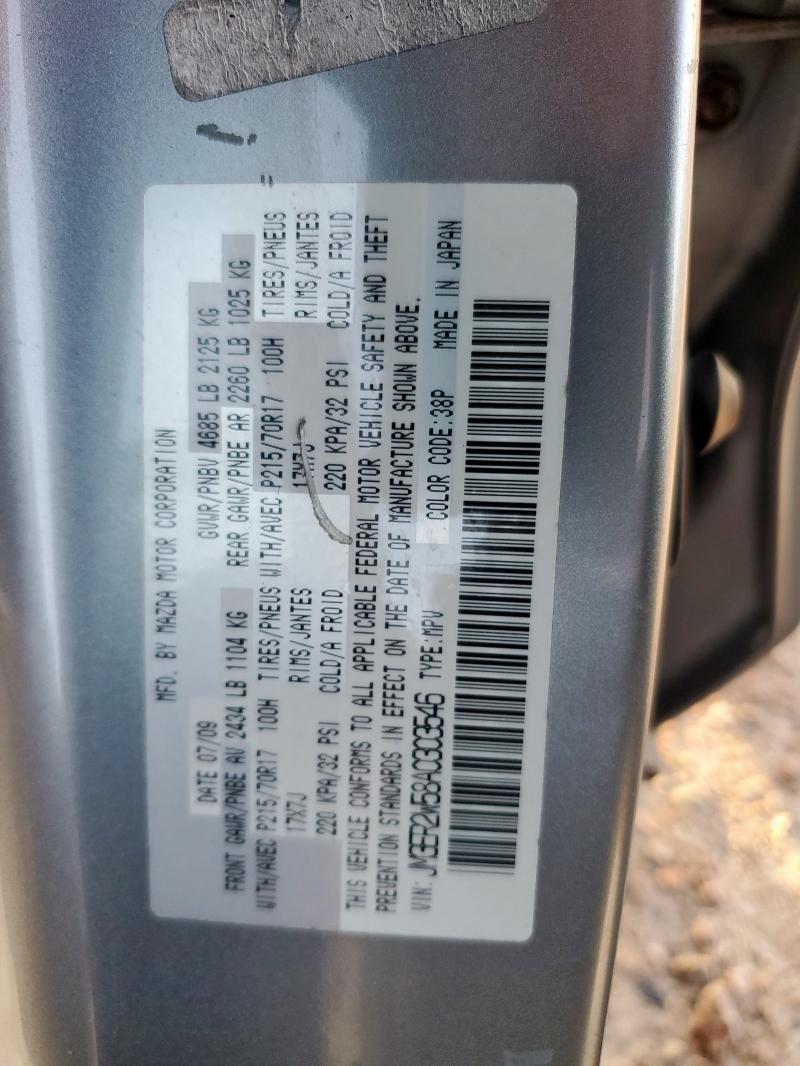 MFD. BY MAZDA MOTOR CORPORATION
DATE 07/09 GVWR/PNBV 4685 LB 2125 KG
FRONT GAWR/PNBE AV 2434 LB 1104 KG REAR GAWR/PNBE AR 2260 LB 1025 KG
WITH/AVEC P215/70R17 100H TIRES/PNEUS WITH/AVEC P215/70R17 100H TIRES/PNEUS
17X7J RIMS/JANTES 17X7J RIMS/JANTES
220 KPA/32 PSI COLD/A FROID 220 KPA/32 PSI COLD/A FROID
THIS VEHICLE CONFORMS TO ALL APPLICABLE FEDERAL MOTOR VEHICLE SAFETY AND THEFT
PREVENTION STANDARDS IN EFFECT ON THE DATE OF MANUFACTURE SHOWN ABOVE.
VIN: JM3ER2W58A0303546 TYPE:MPV COLOR CODE:38P MADE IN JAPAN